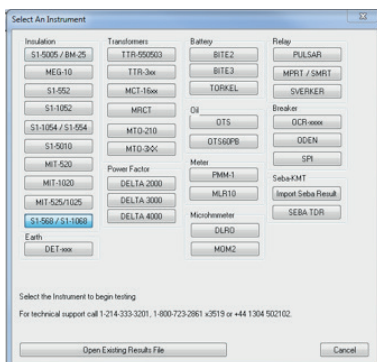 Select An Instrument
Insulation
S1-5005 / BM-25
MEG-10
S1-552
S1-1052
S1-1054 / S1-554
S1-5010
MIT-520
MIT-1020
MIT-525/1025
S1-568 / S1-1068
Earth
DET-xxx
Transformers
TTR-550503
TTR-3xx
MCT-16xx
MRCT
MTO-210
MTO-3XX
Power Factor
DELTA 2000
DELTA 3000
DELTA 4000
Battery
BITE2
BITE3
TORKEL
Oil
OTS
OTS60PB
Meter
PMM-1
MLR10
Microhmmeter
DLRO
MOM2
Relay
PULSAR
MPRT / SMRT
SVERKER
Breaker
OCR-xxxx
ODEN
SPI
Seba-KMT
Import Seba Result
SEBA TDR
Select the Instrument to begin testing
For technical support call 1-214-333-3201, 1-800-723-2861 x3519 or +44 1304 502102.
Open Existing Results File
Cancel